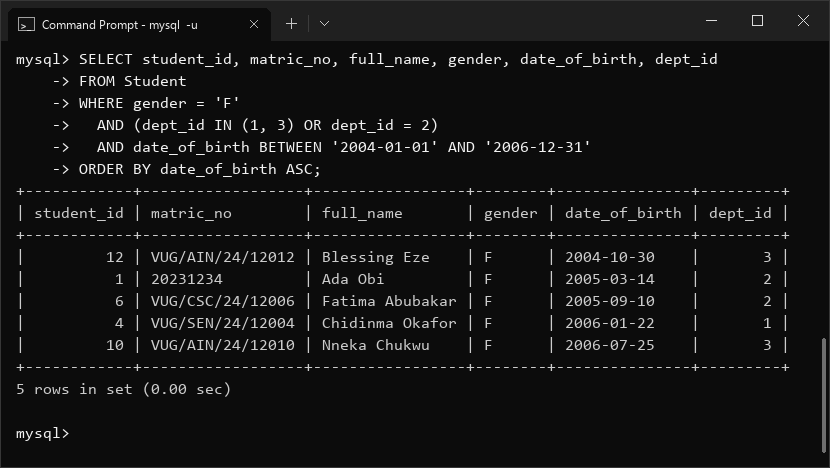 Command Prompt - mysql  -u
mysql> SELECT student_id, matric_no, full_name, gender, date_of_birth, dept_id
    -> FROM Student
    -> WHERE gender = 'F'
    ->   AND (dept_id IN (1, 3) OR dept_id = 2)
    ->   AND date_of_birth BETWEEN '2004-01-01' AND '2006-12-31'
    -> ORDER BY date_of_birth ASC;
+------------+------------------+-----------------+--------+---------------+---------+
| student_id | matric_no        | full_name       | gender | date_of_birth | dept_id |
+------------+------------------+-----------------+--------+---------------+---------+
|         12 | VUG/AIN/24/12012 | Blessing Eze    | F      | 2004-10-30    |       3 |
|          1 | 20231234         | Ada Obi         | F      | 2005-03-14    |       2 |
|          6 | VUG/CSC/24/12006 | Fatima Abubakar | F      | 2005-09-10    |       2 |
|          4 | VUG/SEN/24/12004 | Chidinma Okafor | F      | 2006-01-22    |       1 |
|         10 | VUG/AIN/24/12010 | Nneka Chukwu    | F      | 2006-07-25    |       3 |
+------------+------------------+-----------------+--------+---------------+---------+
5 rows in set (0.00 sec)
mysql>